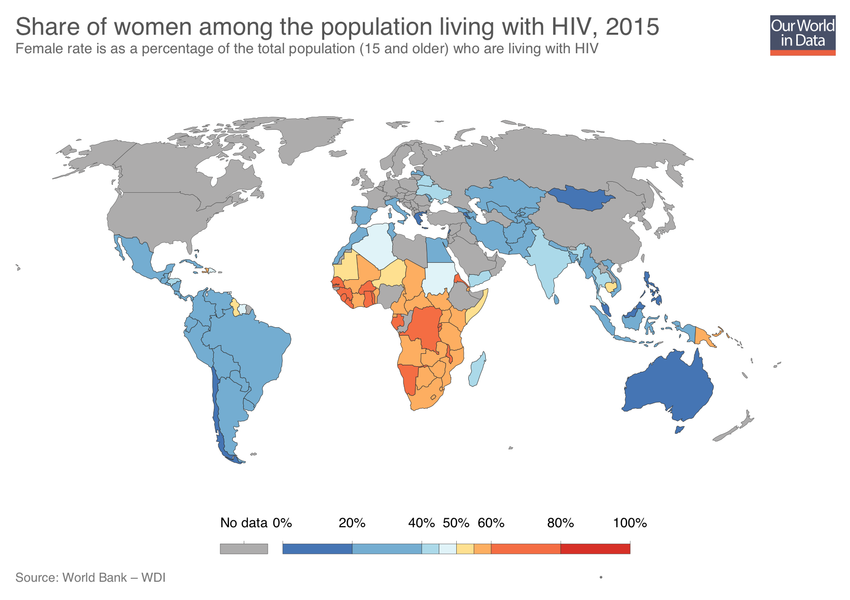 Share of women among the population living with HIV, 2015
Female rate is as a percentage of the total population (15 and older) who are living with HIV
Our World
in Data
No data 0% 20% 40% 50% 60% 80% 100%
Source: World Bank – WDI